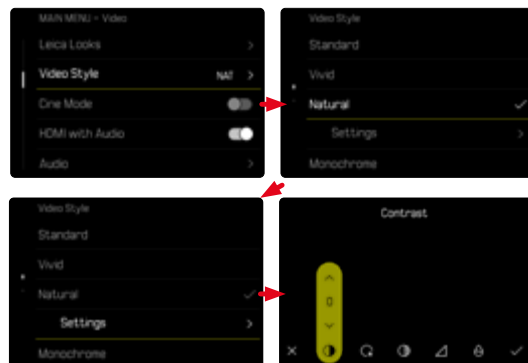 MAIN MENU - Video
Leica Looks
Video Style NAT
Cine Mode
HDMI with Audio
Audio
Video Style
Standard
Vivid
Natural
Settings
Monochrome
Video Style
Standard
Vivid
Natural
Settings
Monochrome
Contrast
0